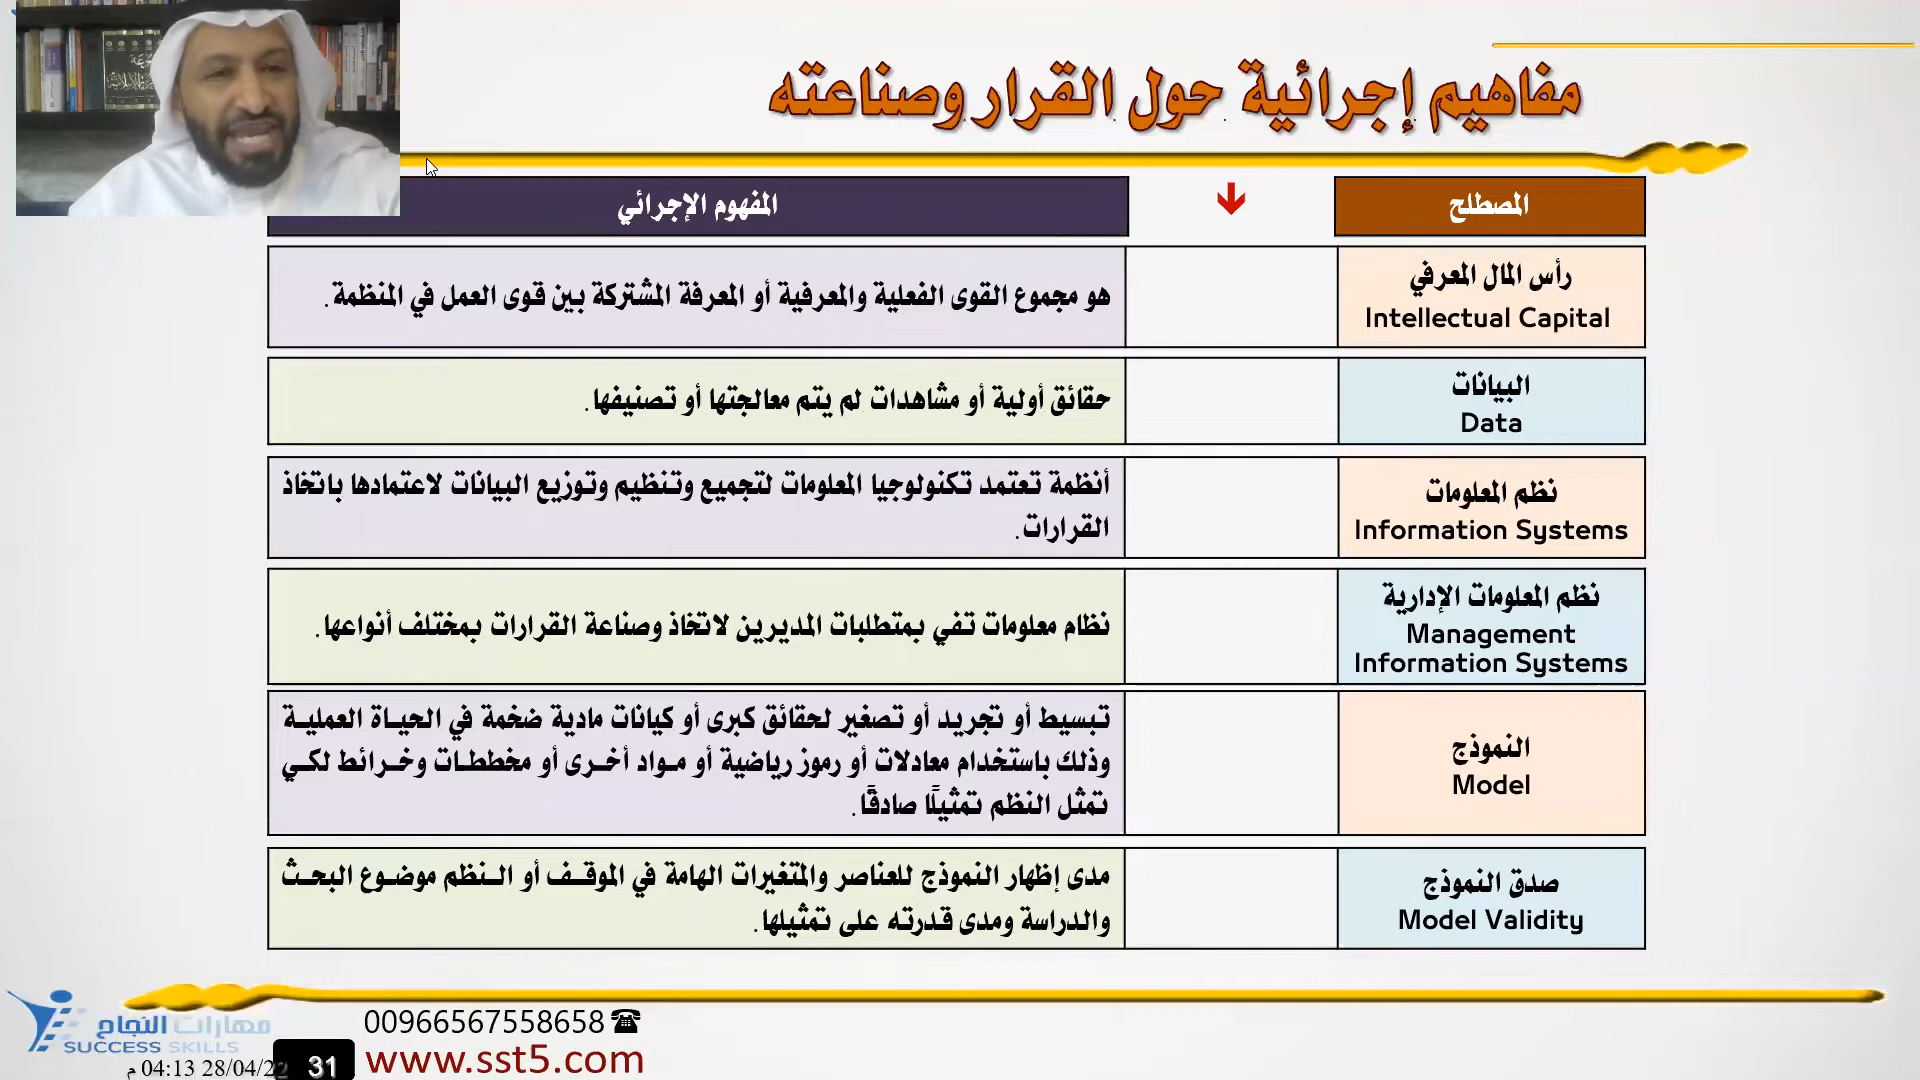 مفاهيم إجرائية حول القرار وصناعته
المصطلح
المفهوم الإجرائي
رأس المال المعرفي
Intellectual Capital
هو مجموع القوى الفعلية والمعرفية أو المعرفة المشتركة بين قوى العمل في المنظمة.
البيانات
Data
حقائق أولية أو مشاهدات لم يتم معالجتها أو تصنيفها.
نظم المعلومات
Information Systems
أنظمة تعتمد تكنولوجيا المعلومات لتجميع وتنظيم وتوزيع البيانات لاعتمادها باتخاذ
القرارات.
نظم المعلومات الإدارية
Management
Information Systems
نظام معلومات تفي بمتطلبات المديرين لاتخاذ وصناعة القرارات بمختلف أنواعها.
النموذج
Model
تبسيط أو تجريد أو تصغير لحقائق كبرى أو كيانات مادية ضخمة في الحياة العملية
وذلك باستخدام معادلات أو رموز رياضية أو مواد أخرى أو مخططات وخرائط لكي
تمثل النظم تمثيلًا صادقًا.
صدق النموذج
Model Validity
مدى إظهار النموذج للعناصر والمتغيرات الهامة في الموقف أو النظم موضوع البحث
والدراسة ومدى قدرته على تمثيلها.
مهارات النجاح
SUCCESS SKILLS
00966567558658
www.sst5.com
31
28/04/22 04:13 م